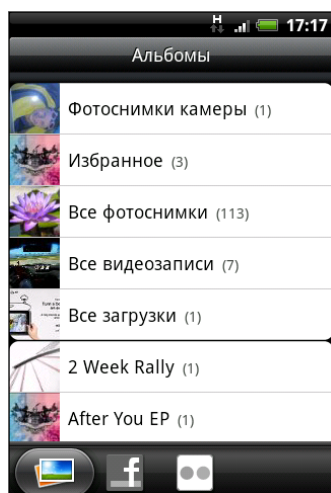 H 17:17
Альбомы
Фотоснимки камеры (1)
Избранное (3)
Все фотоснимки (113)
Все видеозаписи (7)
Все загрузки (1)
2 Week Rally (1)
After You EP (1)
f